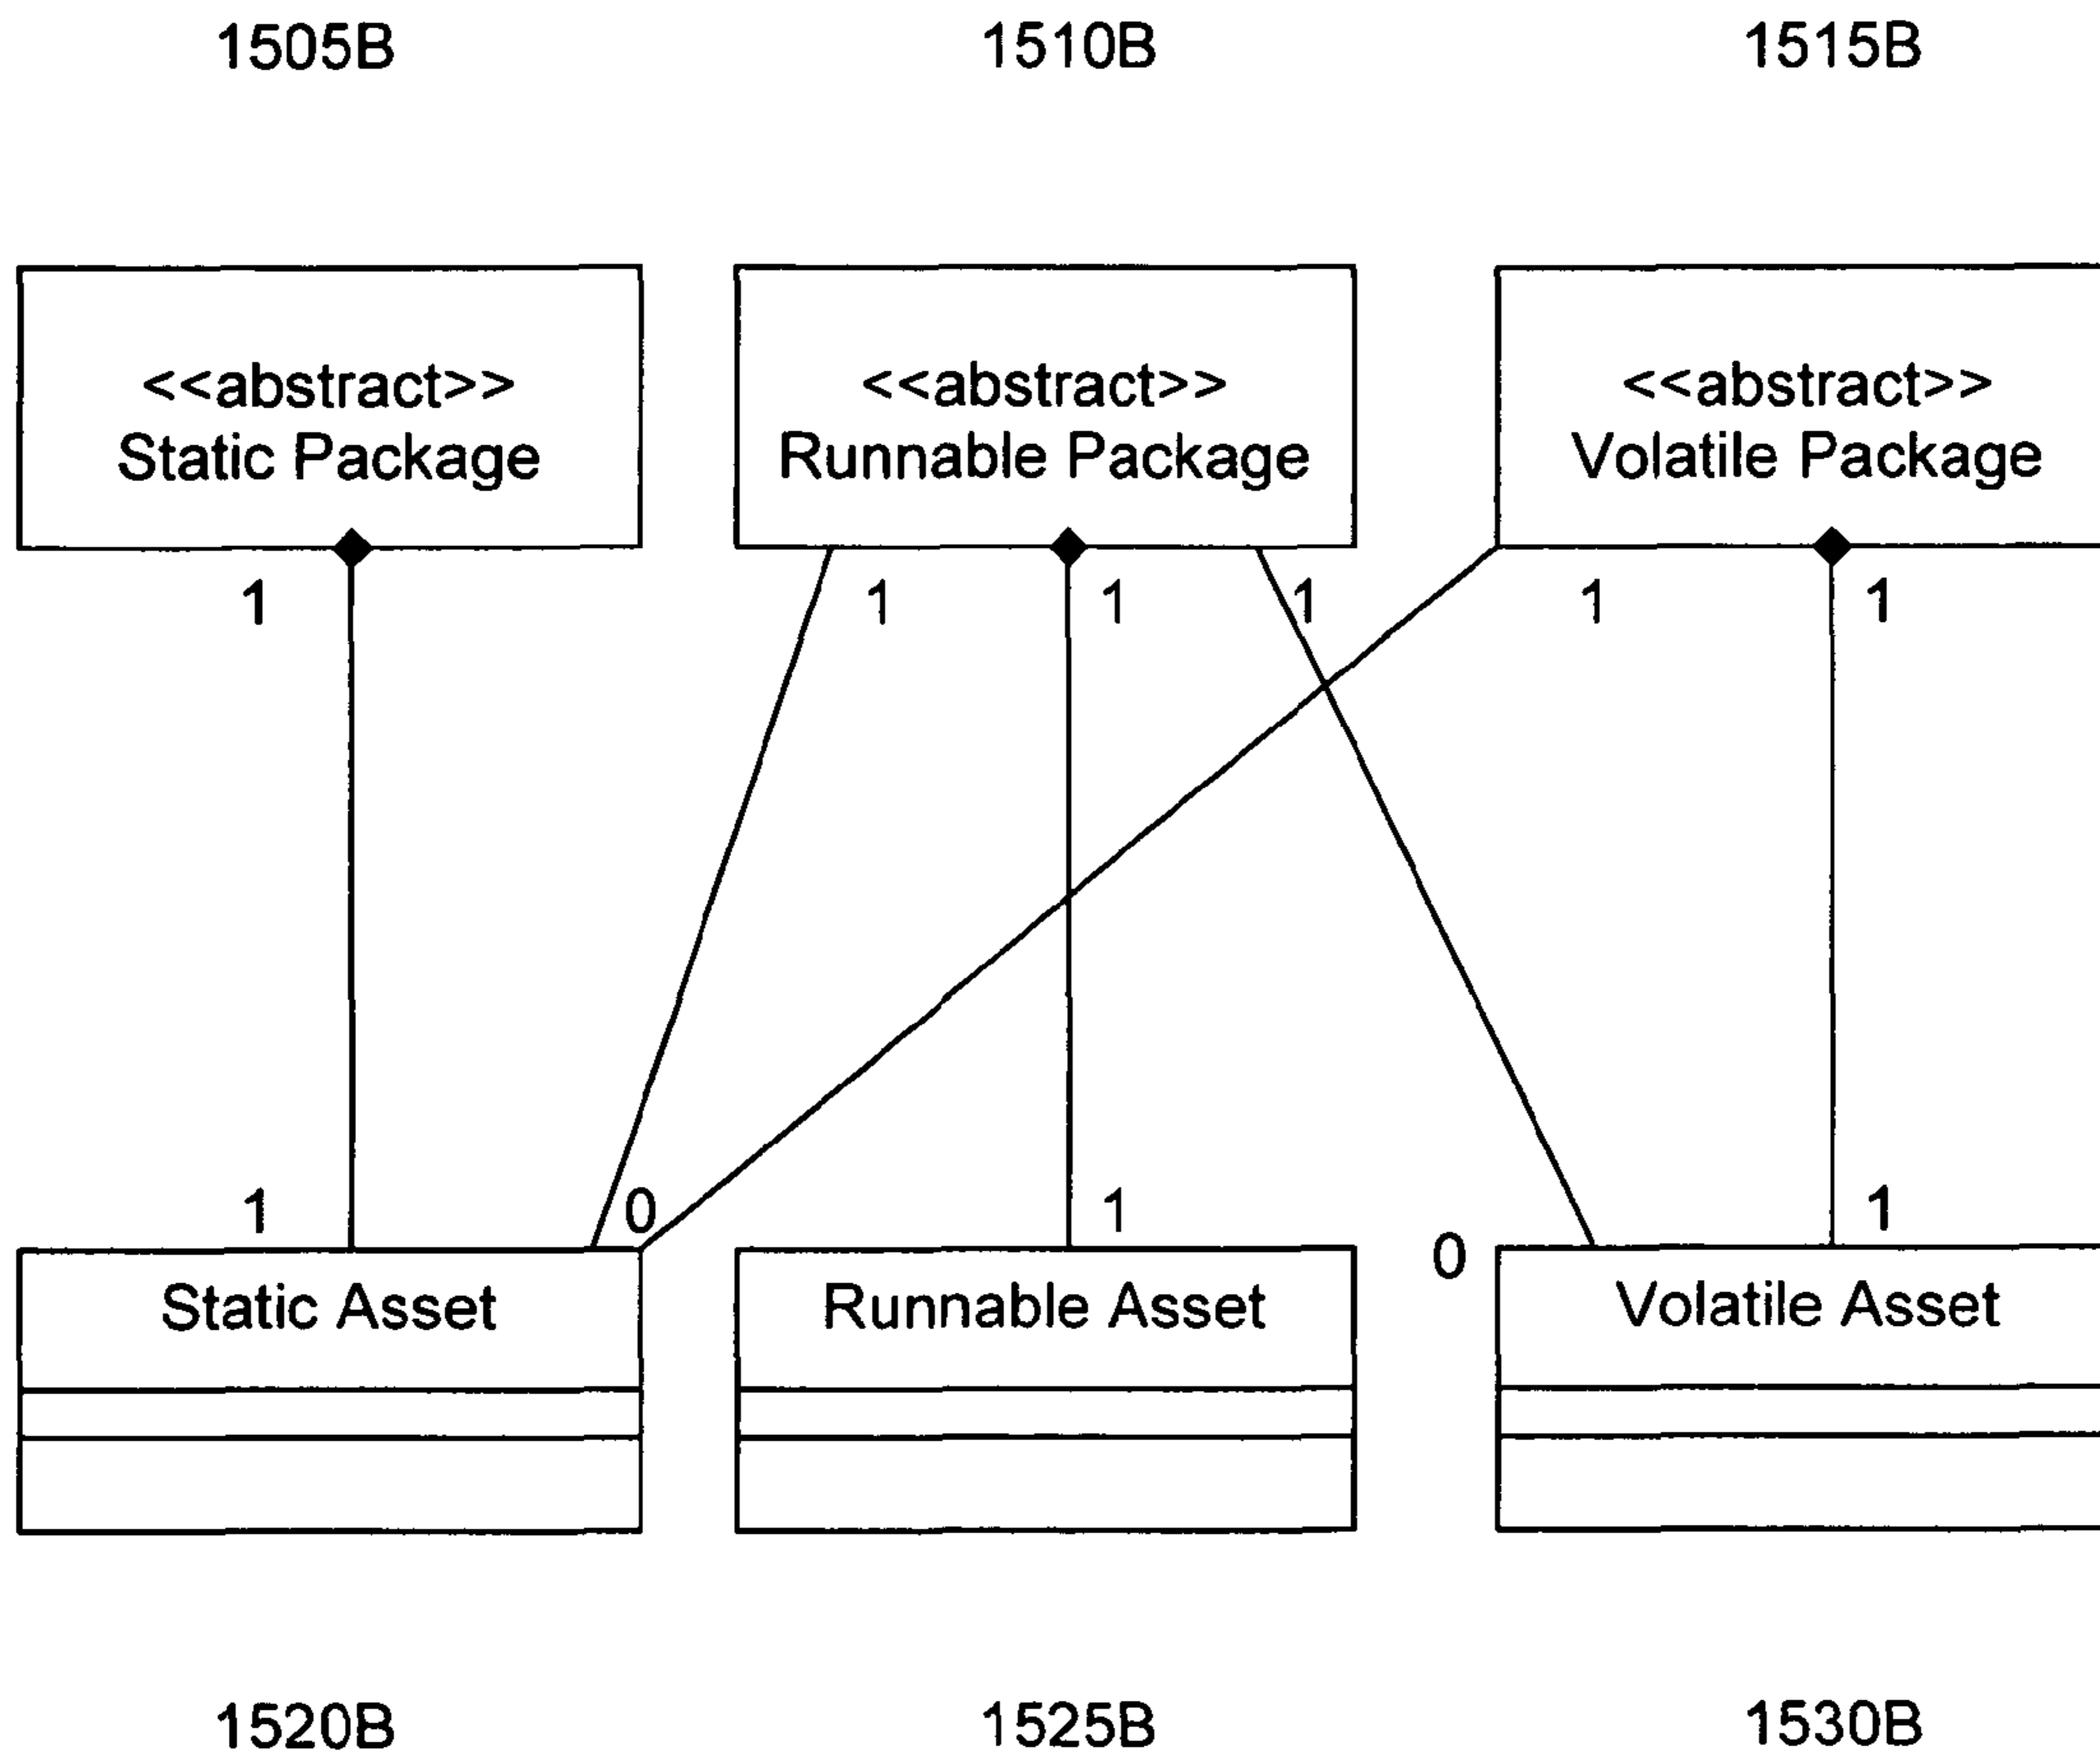 1505B 1510B 1515B
<<abstract>>
Static Package
<<abstract>>
Runnable Package
<<abstract>>
Volatile Package
1 1 1 1 1 1
1 0 1 0 1
Static Asset
Runnable Asset
Volatile Asset
1520B 1525B 1530B